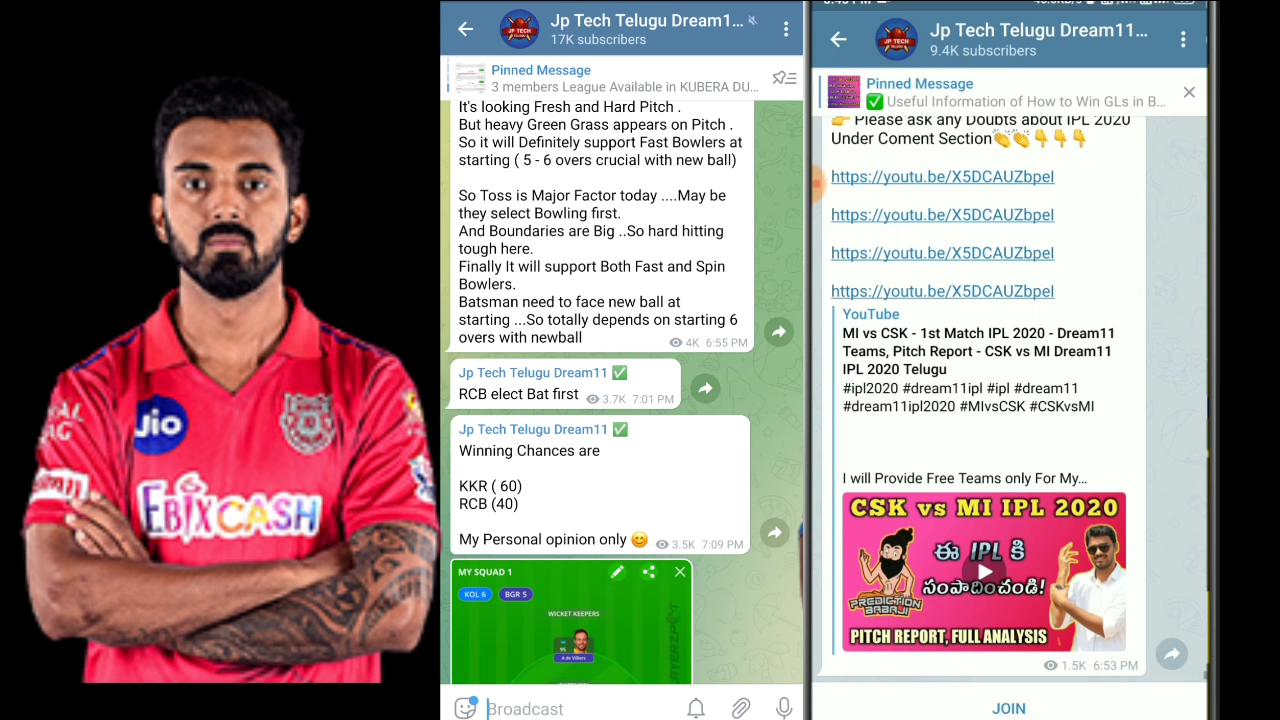 JIO
EBIXCASH
Jp Tech Telugu Dream1...
17K subscribers
Pinned Message
3 members League Available in KUBERA DU...
It's looking Fresh and Hard Pitch .
But heavy Green Grass appears on Pitch .
So it will Definitely support Fast Bowlers at
starting ( 5 - 6 overs crucial with new ball)
So Toss is Major Factor today ....May be
they select Bowling first.
And Boundaries are Big ..So hard hitting
tough here.
Finally It will support Both Fast and Spin
Bowlers.
Batsman need to face new ball at
starting ...So totally depends on starting 6
overs with newball
4K 6:55 PM
Jp Tech Telugu Dream11 ✅
RCB elect Bat first 3.7K 7:01 PM
Jp Tech Telugu Dream11 ✅
Winning Chances are
KKR ( 60)
RCB (40)
My Personal opinion only 😊 3.5K 7:09 PM
MY SQUAD 1
KOL 6 BGR 5
WICKET KEEPERS
A de Villiers
Broadcast
Jp Tech Telugu Dream11...
9.4K subscribers
Pinned Message
✅ Useful Information of How to Win GLs in B...
👉 Please ask any Doubts about IPL 2020
Under Coment Section👏👏👇👇👇
https://youtu.be/X5DCAUZbpeI
https://youtu.be/X5DCAUZbpeI
https://youtu.be/X5DCAUZbpeI
https://youtu.be/X5DCAUZbpeI
YouTube
MI vs CSK - 1st Match IPL 2020 - Dream11
Teams, Pitch Report - CSK vs MI Dream11
IPL 2020 Telugu
#ipl2020 #dream11ipl #ipl #dream11
#dream11ipl2020 #MIvsCSK #CSKvsMI
I will Provide Free Teams only For My...
CSK vs MI IPL 2020
ఈ IPL కి
సంపాదించండి!
PREDICTION
BABAJI
PITCH REPORT, FULL ANALYSIS
1.5K 6:53 PM
JOIN